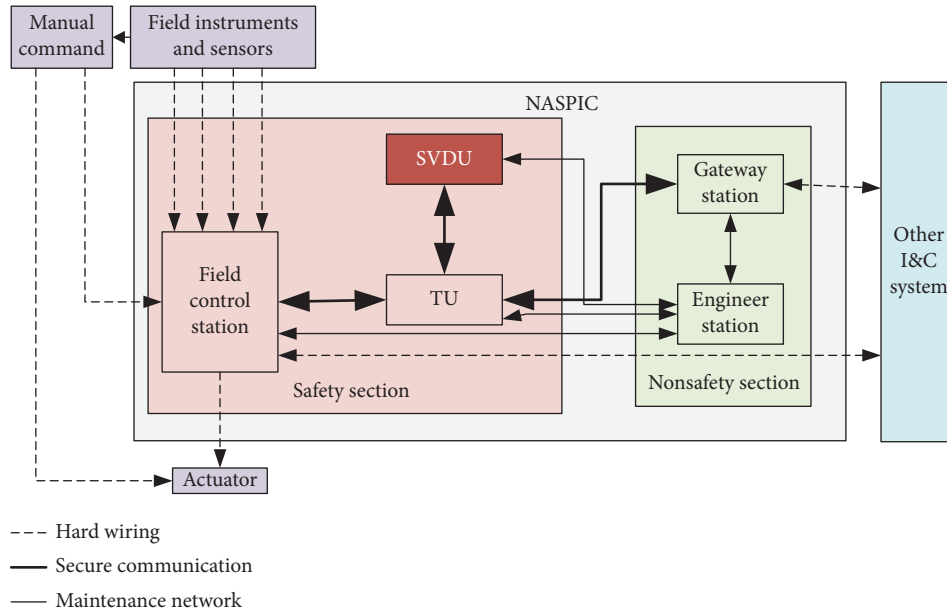 Manual
command
Field instruments
and sensors
NASPIC
SVDU
Gateway
station
Field
control
station
TU
Engineer
station
Other
I&C
system
Safety section
Nonsafety section
Actuator
Hard wiring
Secure communication
Maintenance network